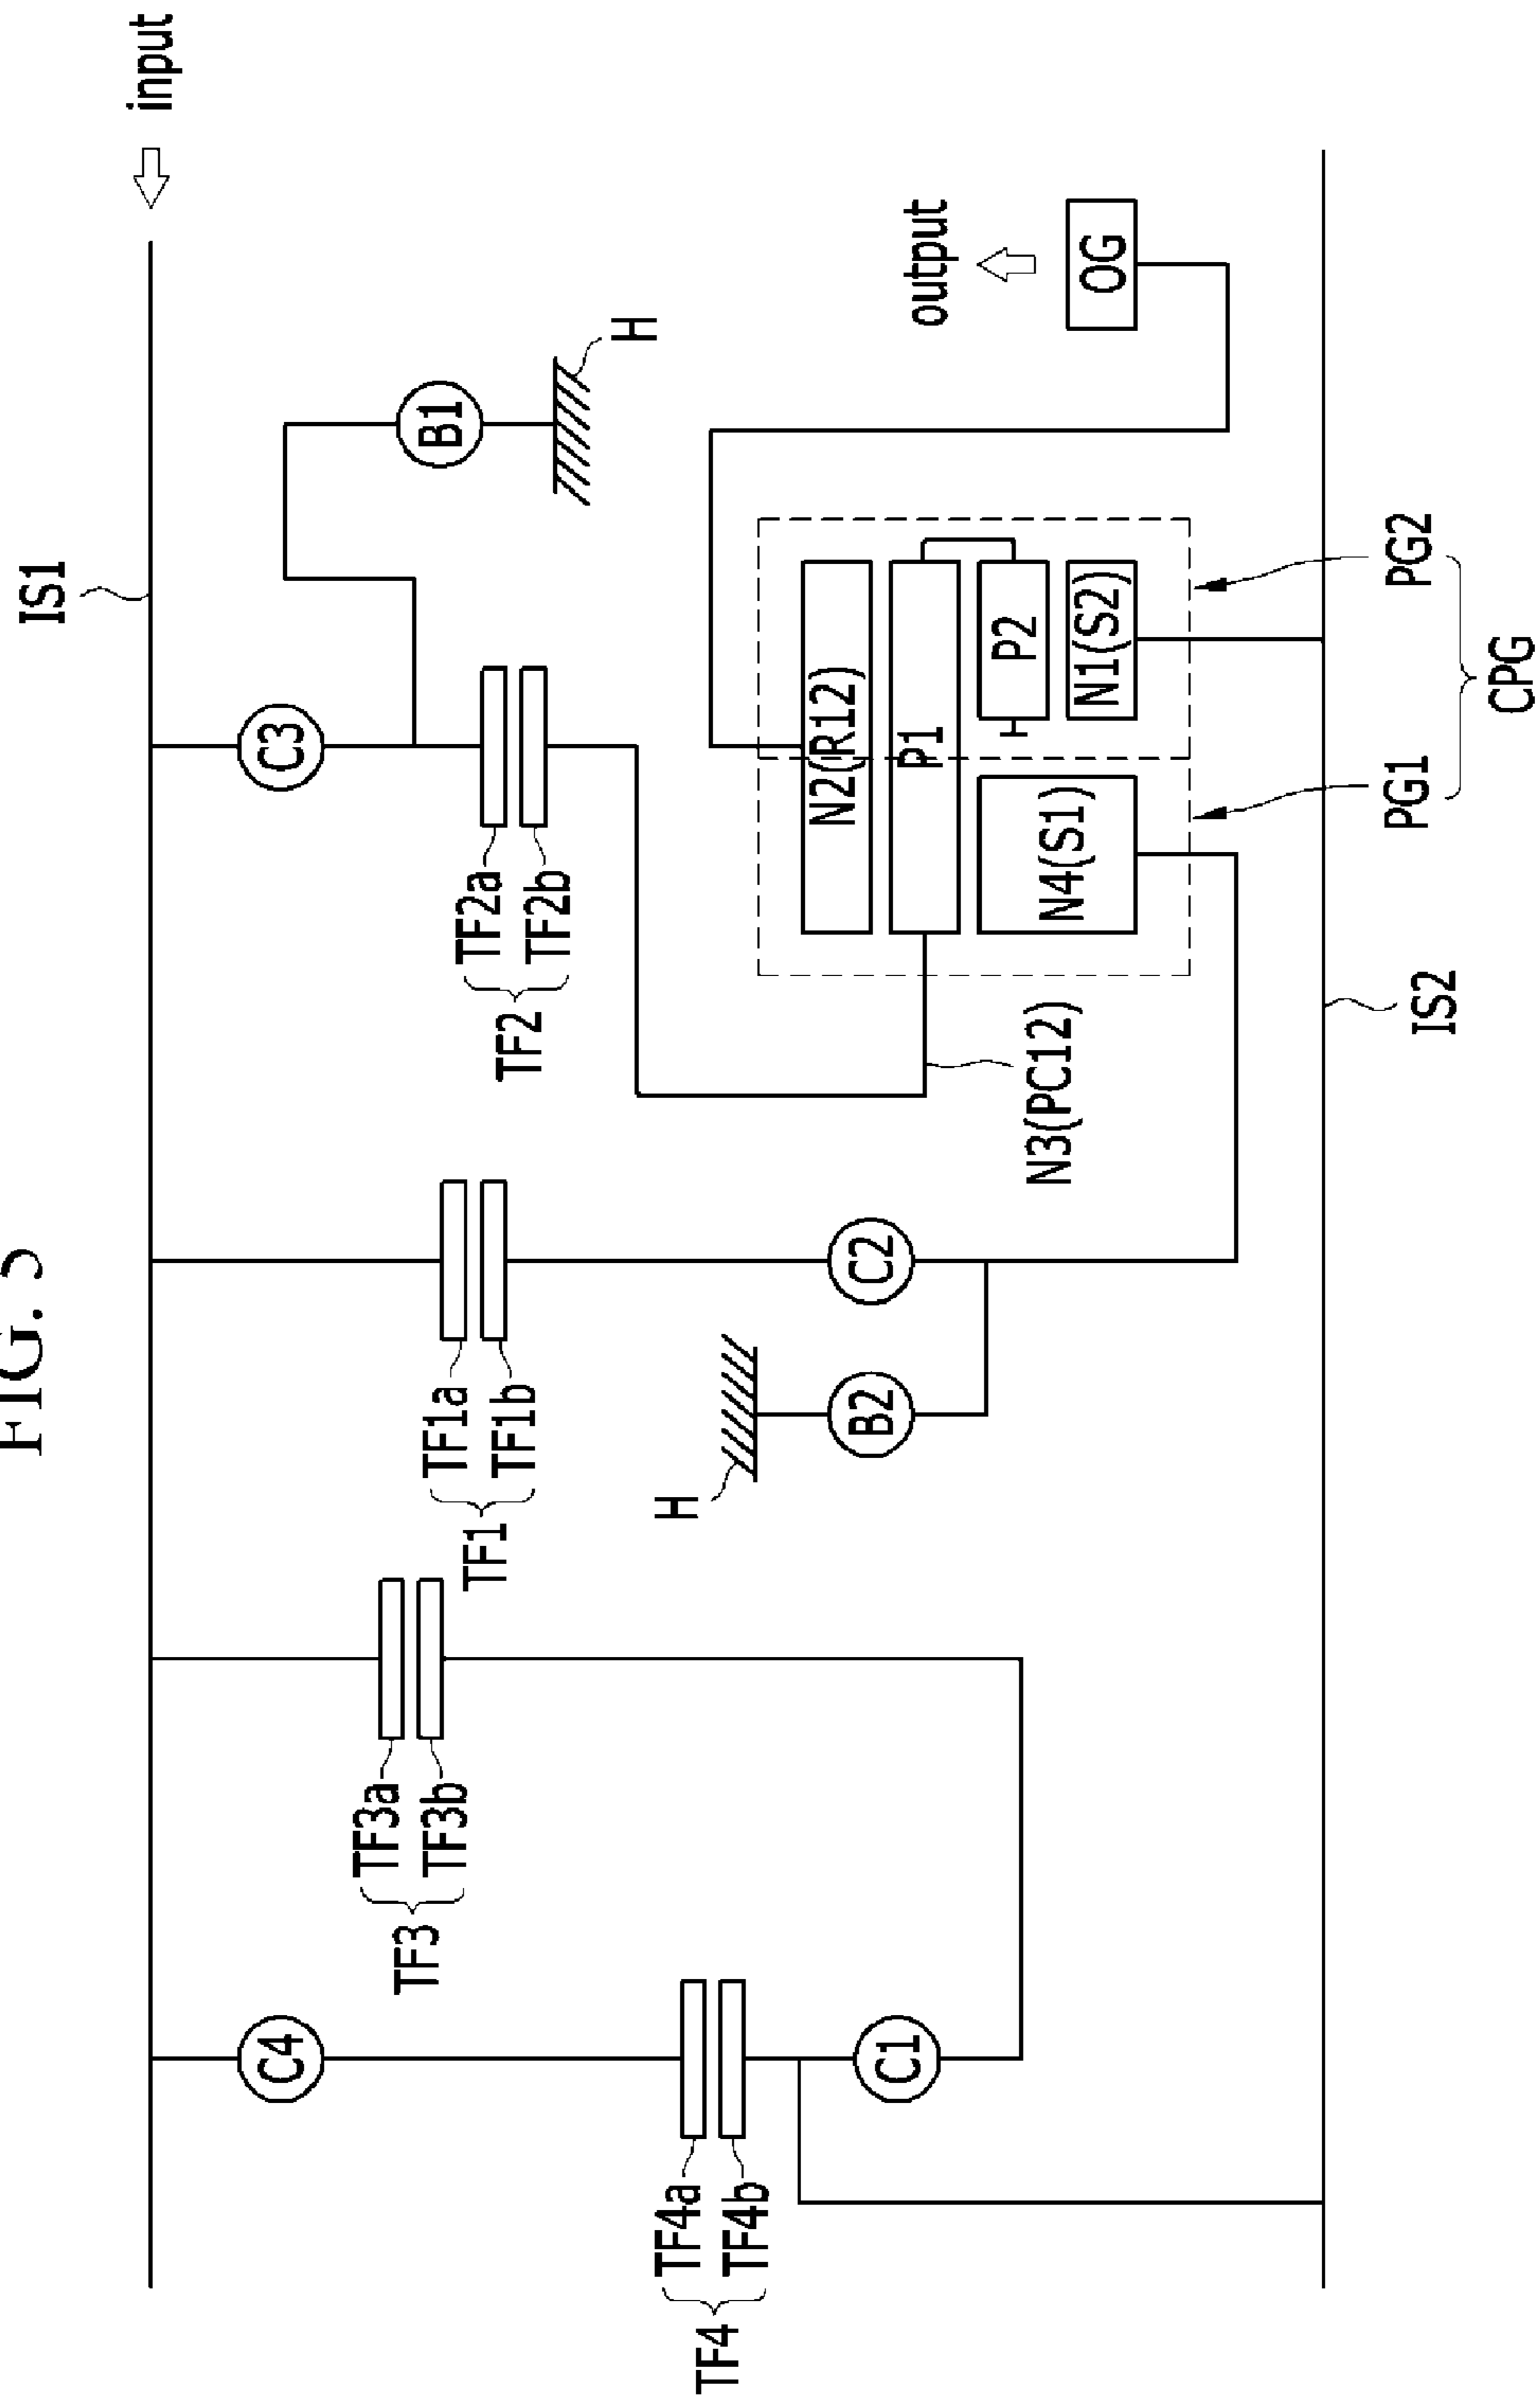 FIG. 5
IS1
input
C4
C3
TF3
TF3a
TF3b
TF1
TF1a
TF1b
TF2
TF2a
TF2b
B1
H
TF4
TF4a
TF4b
H
C1
B2
C2
N2(R12)
P1
P2
N4(S1)
N1(S2)
output
OG
N3(PC12)
IS2
PG1
PG2
CPG